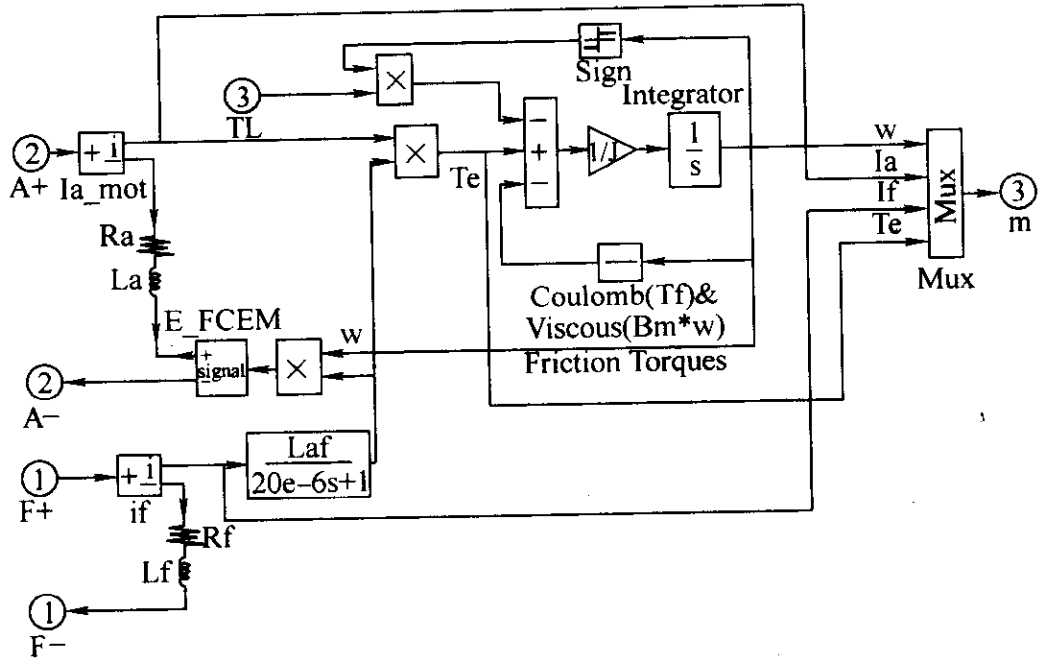 Sign
×
3
TL
Integrator
−
+
−
1/J
1
s
×
Te
2
A+
+ i
−
Ia_mot
w
Ia
If
Te
Mux
Mux
3
m
Ra
La
E_FCEM
+
signal
−
×
w
Coulomb(Tf)&
Viscous(Bm*w)
Friction Torques
2
A−
Laf
20e−6s+1
1
F+
+ i
−
if
Rf
Lf
1
F−